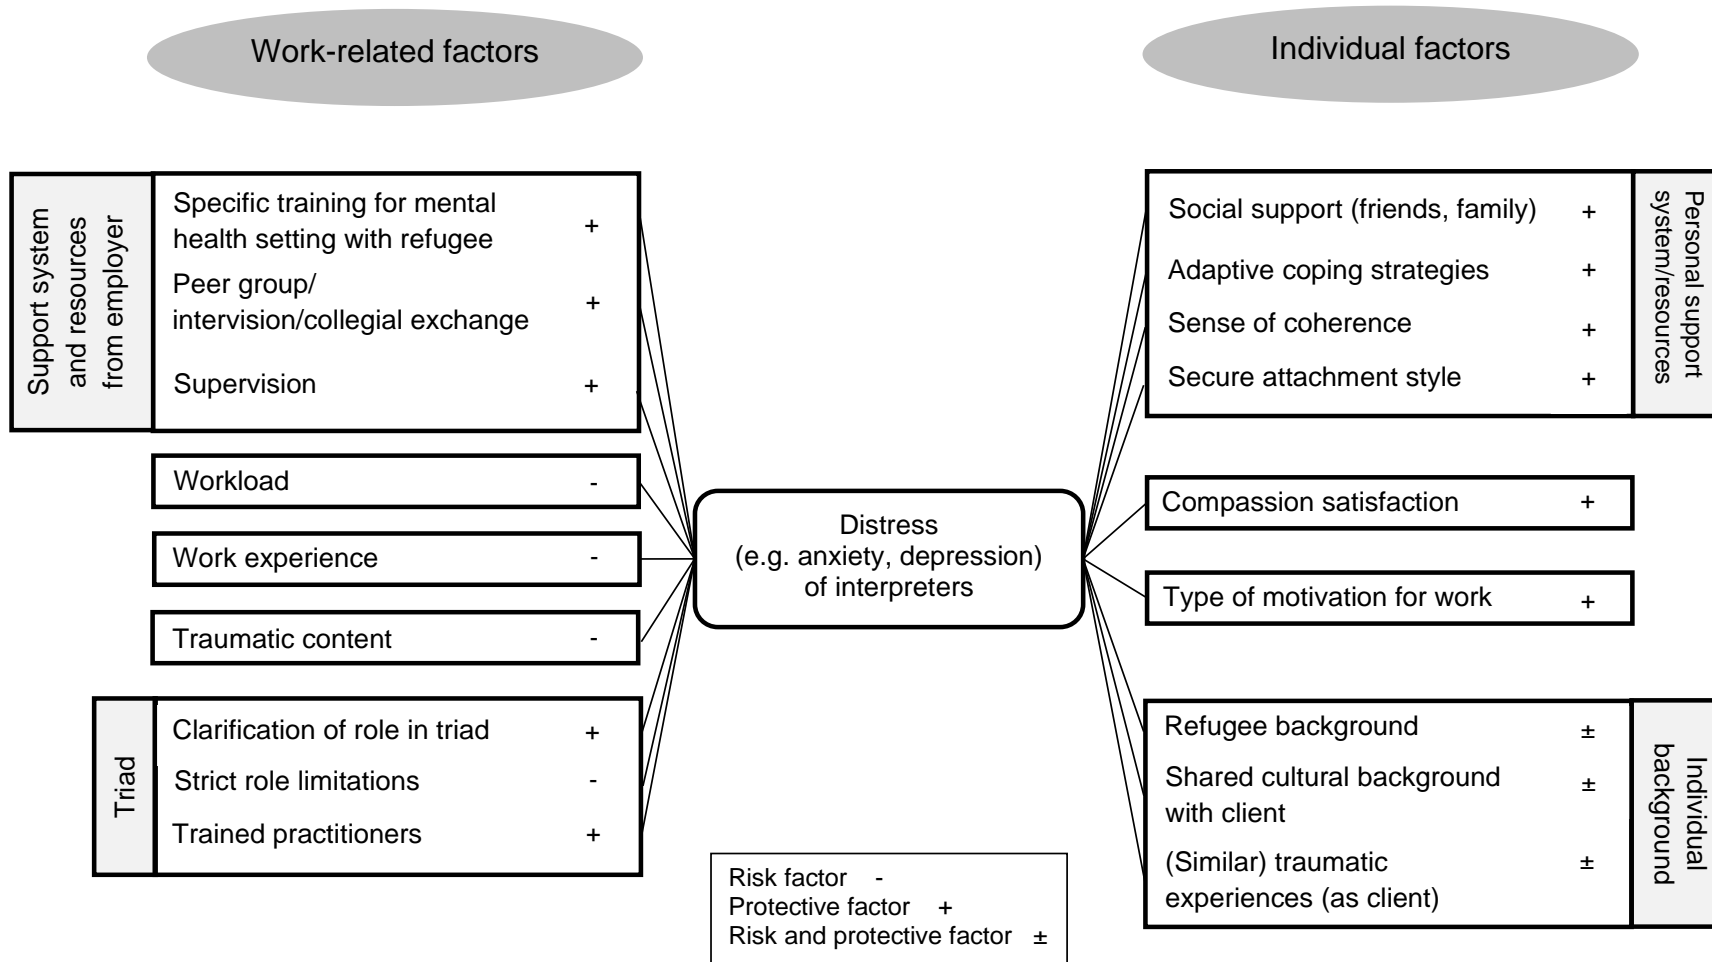 Work-related factors
Individual factors
Support system
and resources
from employer
Specific training for mental
health setting with refugee +
Peer group/
intervision/collegial exchange +
Supervision +
Workload -
Work experience -
Traumatic content -
Triad
Clarification of role in triad +
Strict role limitations -
Trained practitioners +
Distress
(e.g. anxiety, depression)
of interpreters
Personal support
system/resources
Social support (friends, family) +
Adaptive coping strategies +
Sense of coherence +
Secure attachment style +
Compassion satisfaction +
Type of motivation for work +
Individual
background
Refugee background ±
Shared cultural background ±
with client
(Similar) traumatic ±
experiences (as client)
Risk factor -
Protective factor +
Risk and protective factor ±